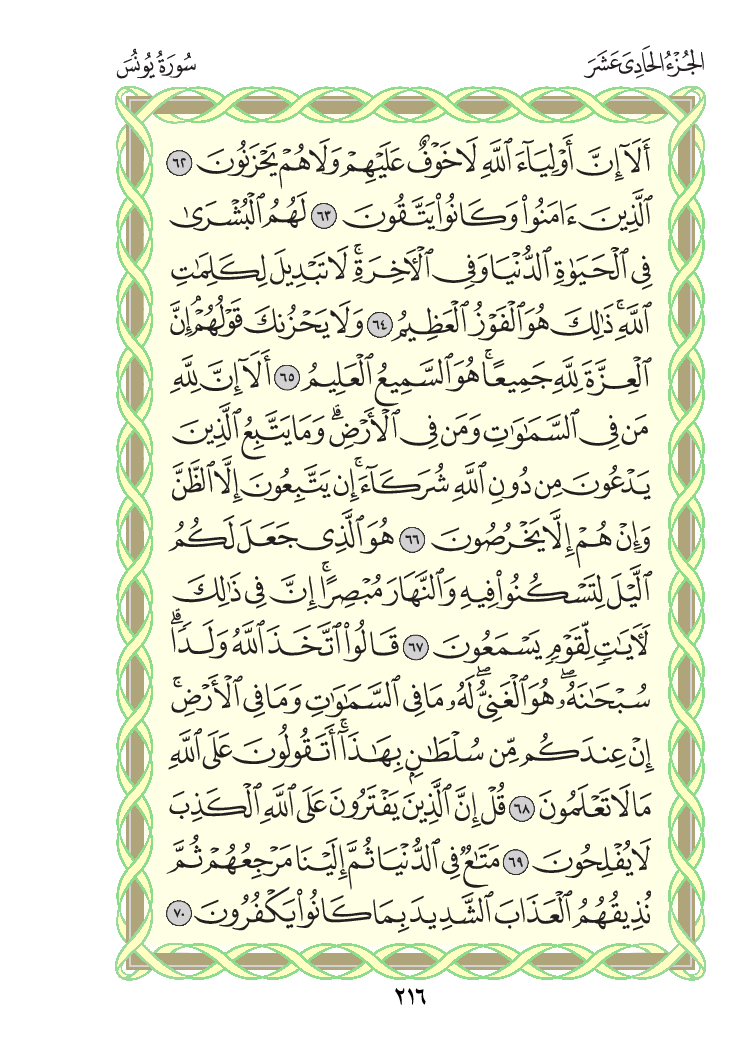 الجُزْءُ الحَادِي عَشَرَ
سُورَةُ يُونُسَ
أَلَآ إِنَّ أَوْلِيَآءَ ٱللَّهِ لَا خَوْفٌ عَلَيْهِمْ وَلَا هُمْ يَحْزَنُونَ ٦٢
ٱلَّذِينَ ءَامَنُوا۟ وَكَانُوا۟ يَتَّقُونَ ٦٣ لَهُمُ ٱلْبُشْرَىٰ
فِى ٱلْحَيَوٰةِ ٱلدُّنْيَا وَفِى ٱلْـَٔاخِرَةِ ۚ لَا تَبْدِيلَ لِكَلِمَٰتِ
ٱللَّهِ ۚ ذَٰلِكَ هُوَ ٱلْفَوْزُ ٱلْعَظِيمُ ٦٤ وَلَا يَحْزُنكَ قَوْلُهُمْ ۘ إِنَّ
ٱلْعِزَّةَ لِلَّهِ جَمِيعًا ۚ هُوَ ٱلسَّمِيعُ ٱلْعَلِيمُ ٦٥ أَلَآ إِنَّ لِلَّهِ
مَن فِى ٱلسَّمَٰوَٰتِ وَمَن فِى ٱلْأَرْضِ ۗ وَمَا يَتَّبِعُ ٱلَّذِينَ
يَدْعُونَ مِن دُونِ ٱللَّهِ شُرَكَآءَ ۚ إِن يَتَّبِعُونَ إِلَّا ٱلظَّنَّ
وَإِنْ هُمْ إِلَّا يَخْرُصُونَ ٦٦ هُوَ ٱلَّذِى جَعَلَ لَكُمُ
ٱلَّيْلَ لِتَسْكُنُوا۟ فِيهِ وَٱلنَّهَارَ مُبْصِرًا ۚ إِنَّ فِى ذَٰلِكَ
لَـَٔايَٰتٍ لِّقَوْمٍ يَسْمَعُونَ ٦٧ قَالُوا۟ ٱتَّخَذَ ٱللَّهُ وَلَدًا ۗ
سُبْحَٰنَهُۥ ۖ هُوَ ٱلْغَنِىُّ ۖ لَهُۥ مَا فِى ٱلسَّمَٰوَٰتِ وَمَا فِى ٱلْأَرْضِ ۚ
إِنْ عِندَكُم مِّن سُلْطَٰنٍۭ بِهَٰذَآ ۚ أَتَقُولُونَ عَلَى ٱللَّهِ
مَا لَا تَعْلَمُونَ ٦٨ قُلْ إِنَّ ٱلَّذِينَ يَفْتَرُونَ عَلَى ٱللَّهِ ٱلْكَذِبَ
لَا يُفْلِحُونَ ٦٩ مَتَٰعٌ فِى ٱلدُّنْيَا ثُمَّ إِلَيْنَا مَرْجِعُهُمْ ثُمَّ
نُذِيقُهُمُ ٱلْعَذَابَ ٱلشَّدِيدَ بِمَا كَانُوا۟ يَكْفُرُونَ ٧٠
٢١٦